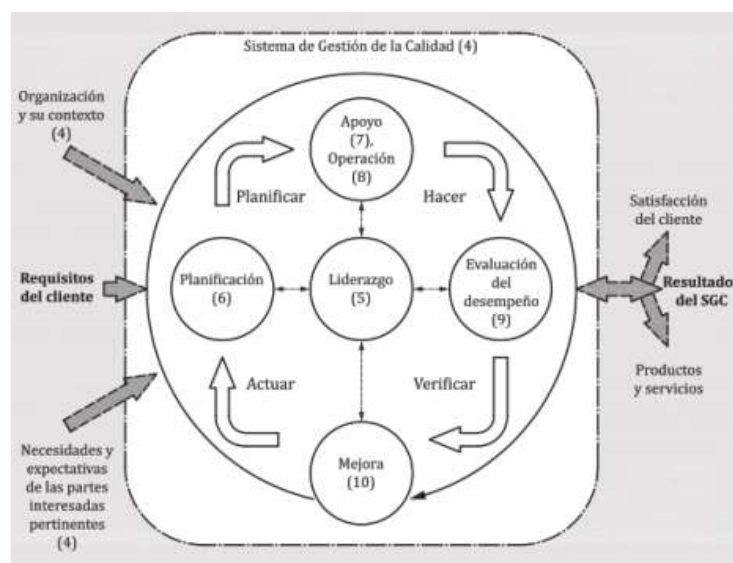 Sistema de Gestión de la Calidad (4)
Organización
y su contexto
(4)
Apoyo
(7),
Operación
(8)
Planificar
Hacer
Satisfacción
del cliente
Requisitos
del cliente
Planificación
(6)
Liderazgo
(5)
Evaluación
del
desempeño
(9)
Resultado
del SGC
Actuar
Verificar
Productos
y servicios
Necesidades y
expectativas
de las partes
interesadas
pertinentes
(4)
Mejora
(10)